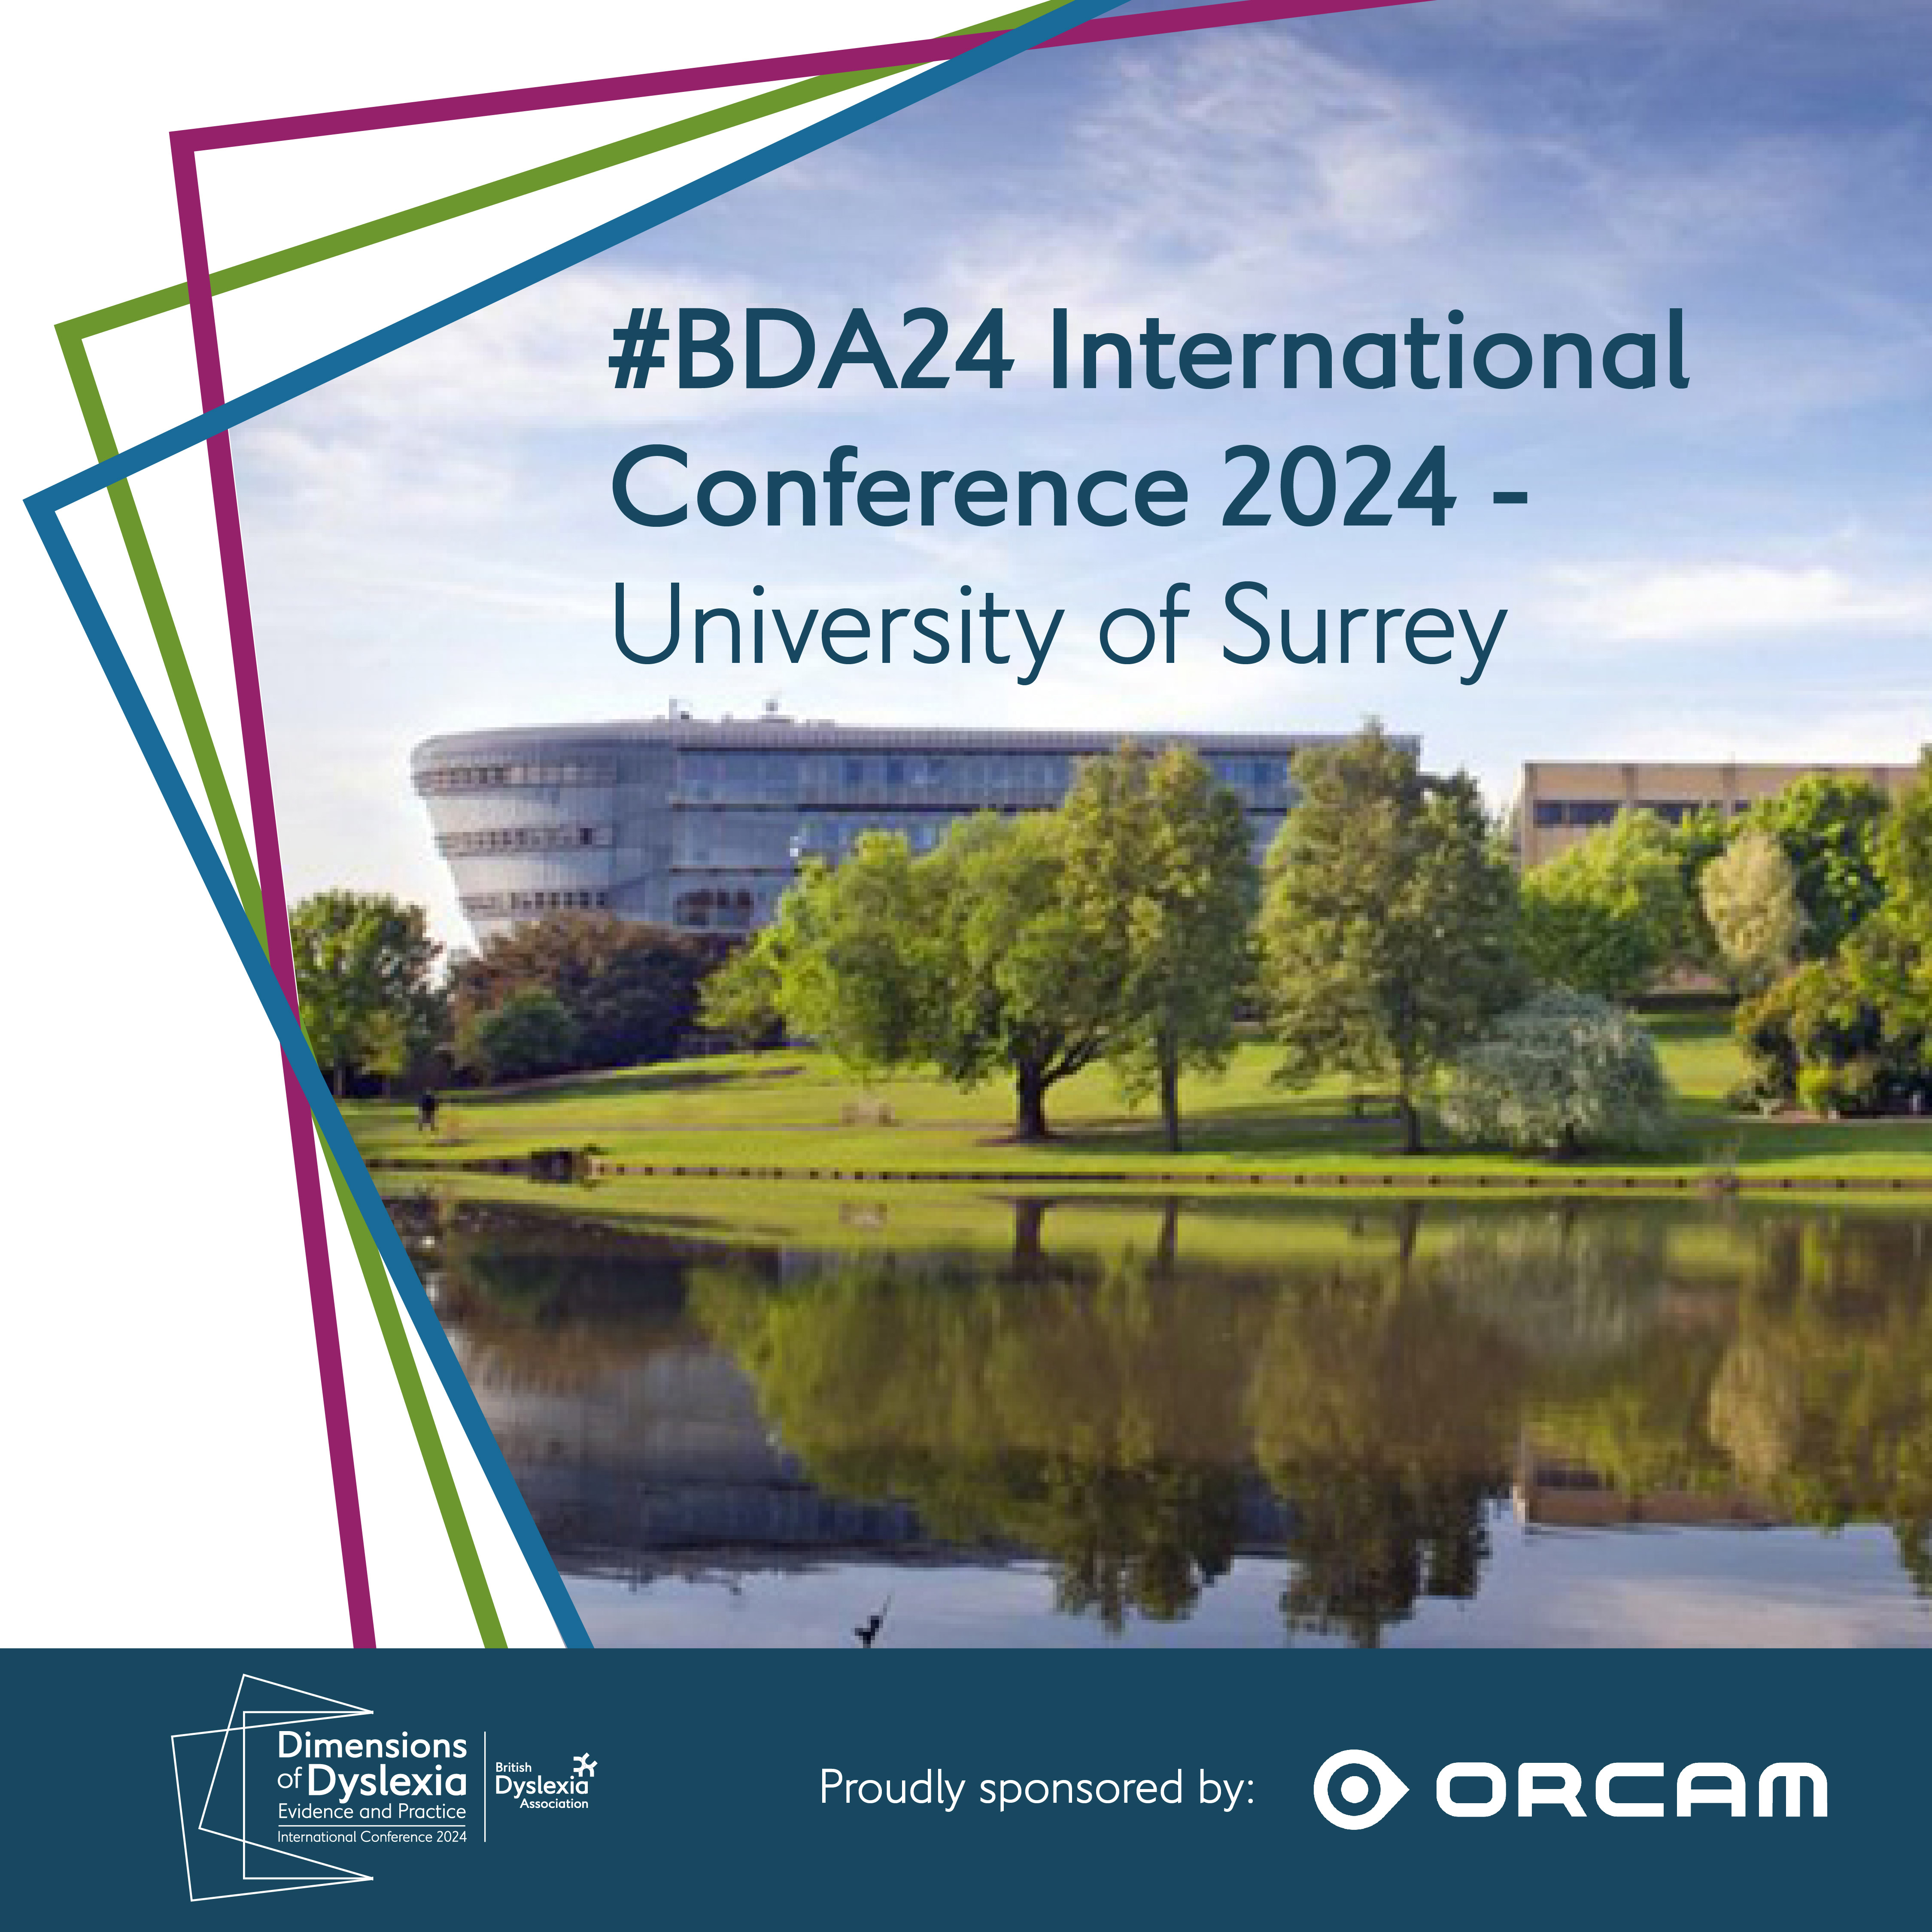 #BDA24 International
Conference 2024 -
University of Surrey
Dimensions
of Dyslexia
Evidence and Practice
International Conference 2024
British
Dyslexia
Association
Proudly sponsored by:
ORCAM